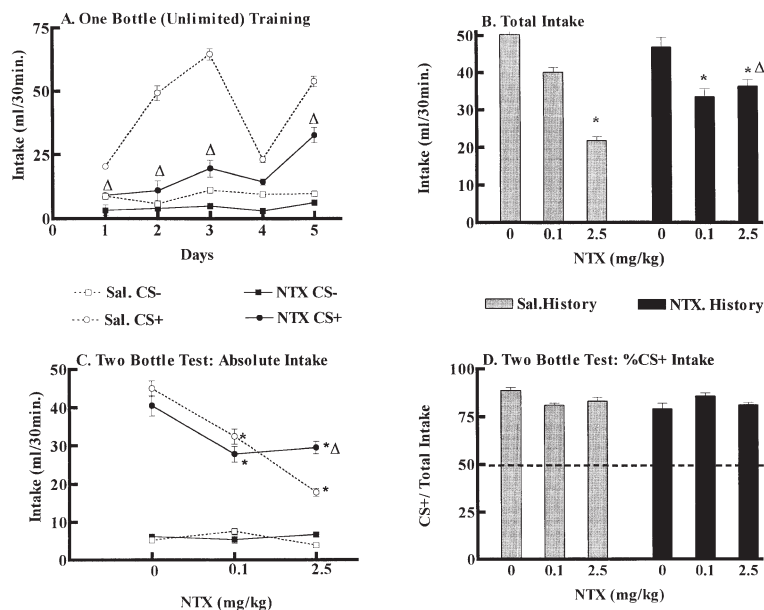 A. One Bottle (Unlimited) Training
Intake (ml/30min.)
75
50
25
0
Δ
Δ
Δ
Δ
0
1
2
3
4
5
Days
B. Total Intake
Intake (ml/30min.)
50
40
30
20
10
0
*
*
*Δ
0
0.1
2.5
0
0.1
2.5
NTX (mg/kg)
Sal. CS-
NTX CS-
Sal. CS+
NTX CS+
Sal.History
NTX. History
C. Two Bottle Test: Absolute Intake
Intake (ml/30min.)
50
40
30
20
10
0
*
*
*Δ
*
0
0.1
2.5
NTX (mg/kg)
D. Two Bottle Test: %CS+ Intake
CS+/ Total Intake
100
75
50
25
0
0
0.1
2.5
0
0.1
2.5
NTX (mg/kg)